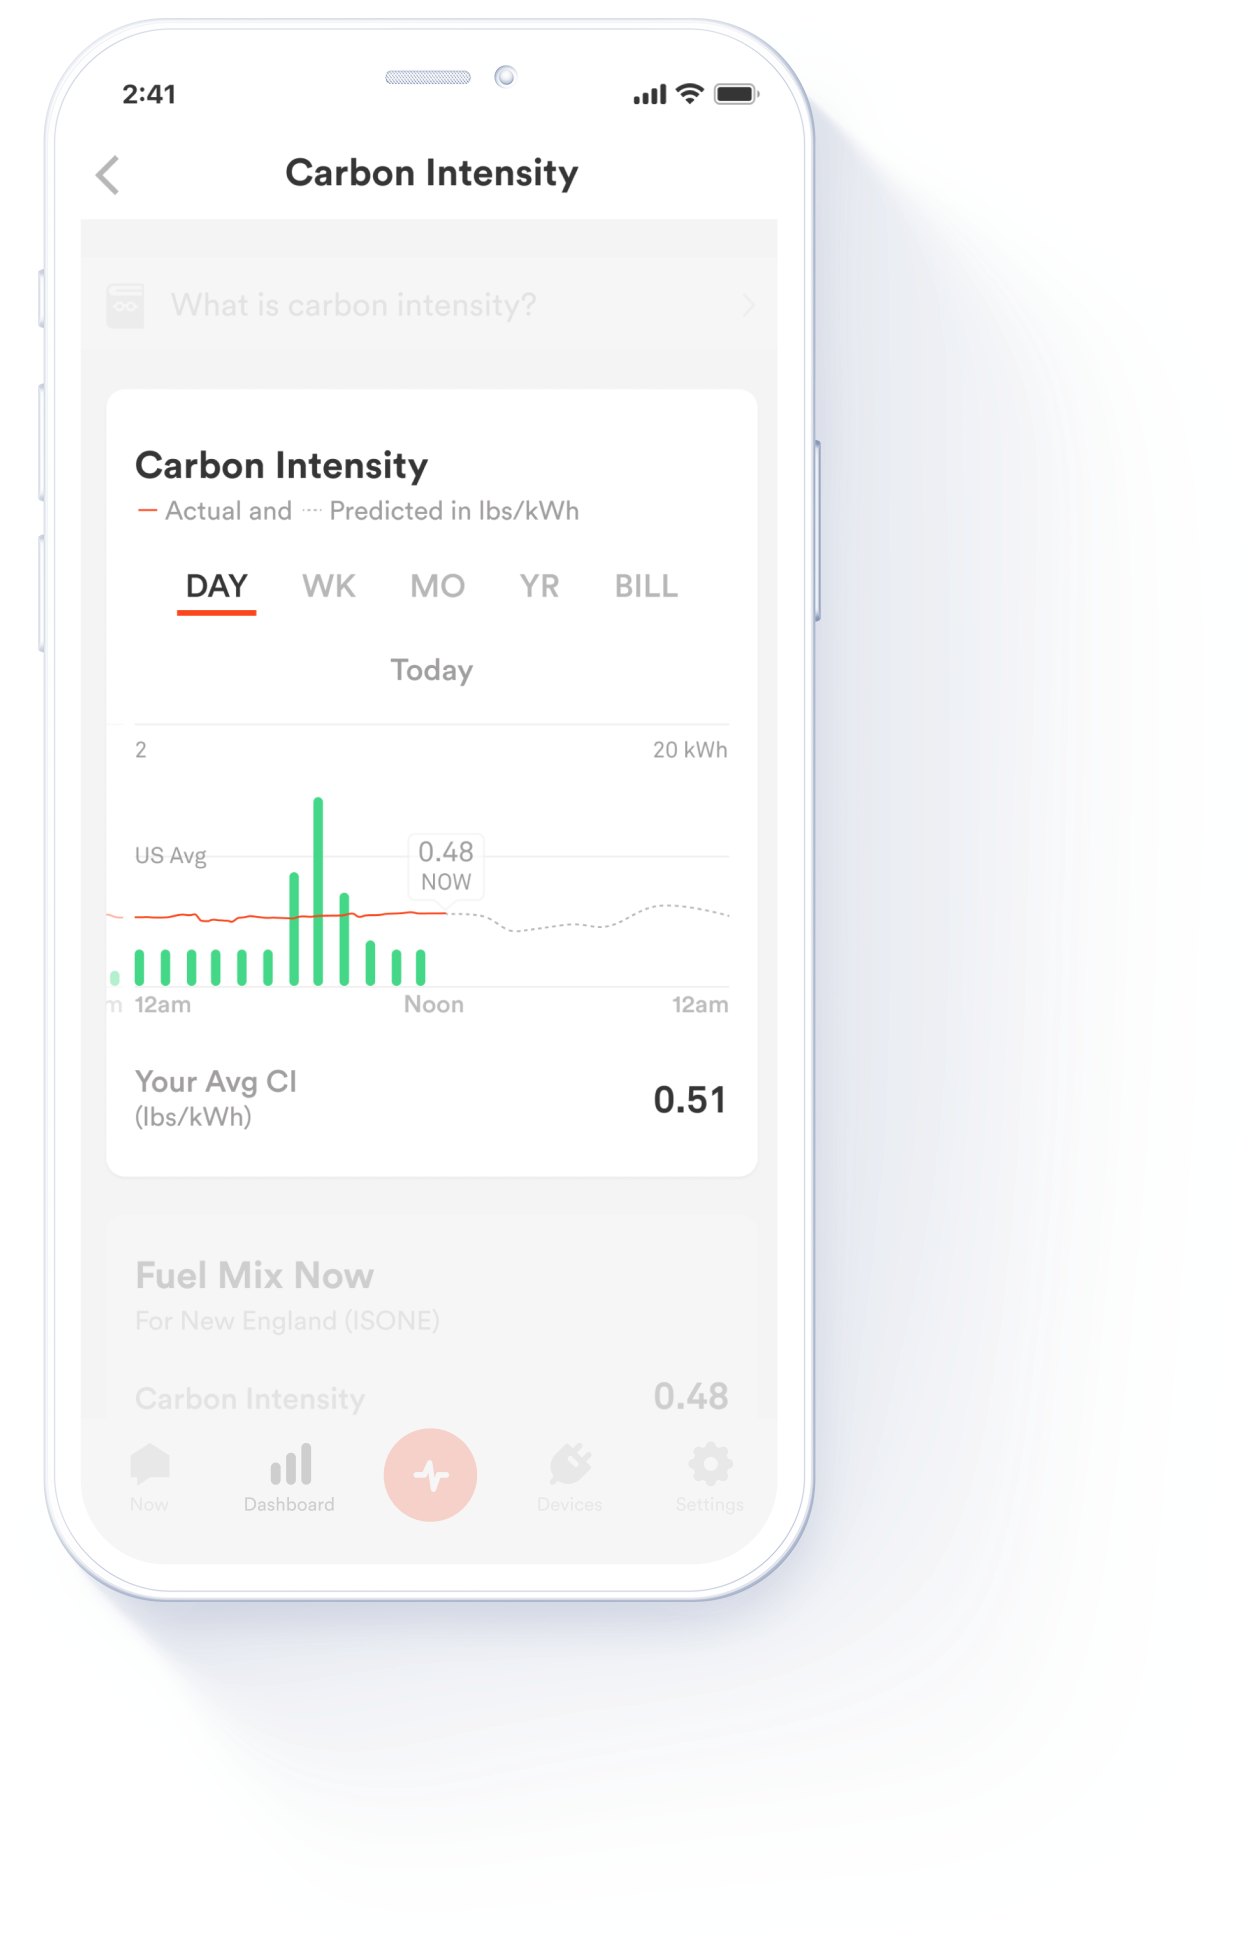 2:41
Carbon Intensity
What is carbon intensity?
Carbon Intensity
Actual and Predicted in lbs/kWh
DAY WK MO YR BILL
Today
2 20 kWh
US Avg
0.48
NOW
m 12am Noon 12am
Your Avg CI
(lbs/kWh)
0.51
Fuel Mix Now
For New England (ISONE)
Carbon Intensity 0.48
Now Dashboard Devices Settings